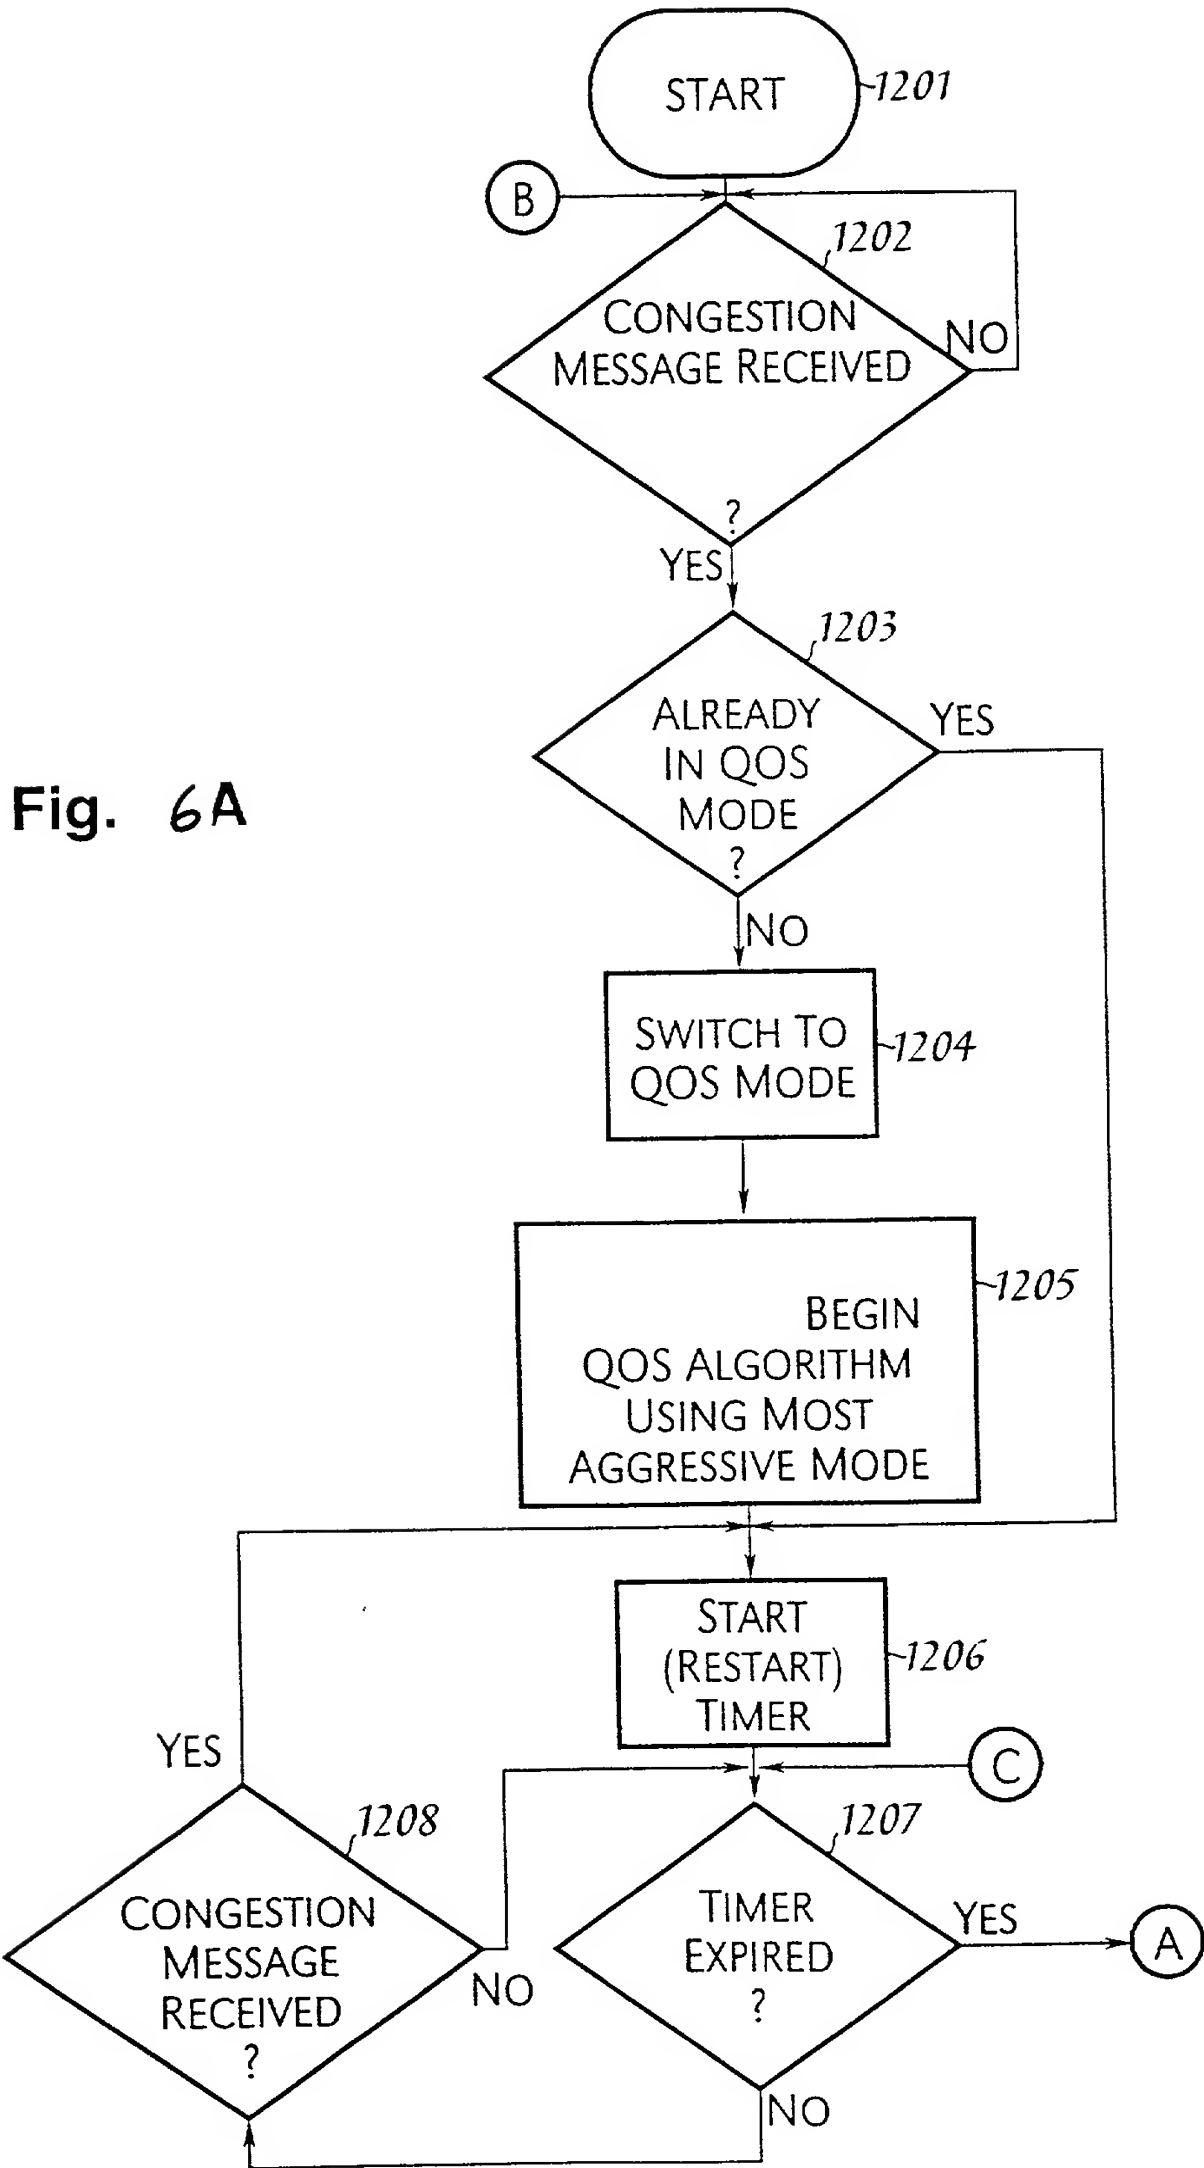 START
1201
B
1202
CONGESTION
MESSAGE RECEIVED
?
NO
YES
1203
ALREADY
IN QOS
MODE
?
YES
NO
Fig. 6A
SWITCH TO
QOS MODE
1204
BEGIN
QOS ALGORITHM
USING MOST
AGGRESSIVE MODE
1205
START
(RESTART)
TIMER
1206
C
YES
1208
CONGESTION
MESSAGE
RECEIVED
?
NO
1207
TIMER
EXPIRED
?
YES
A
NO